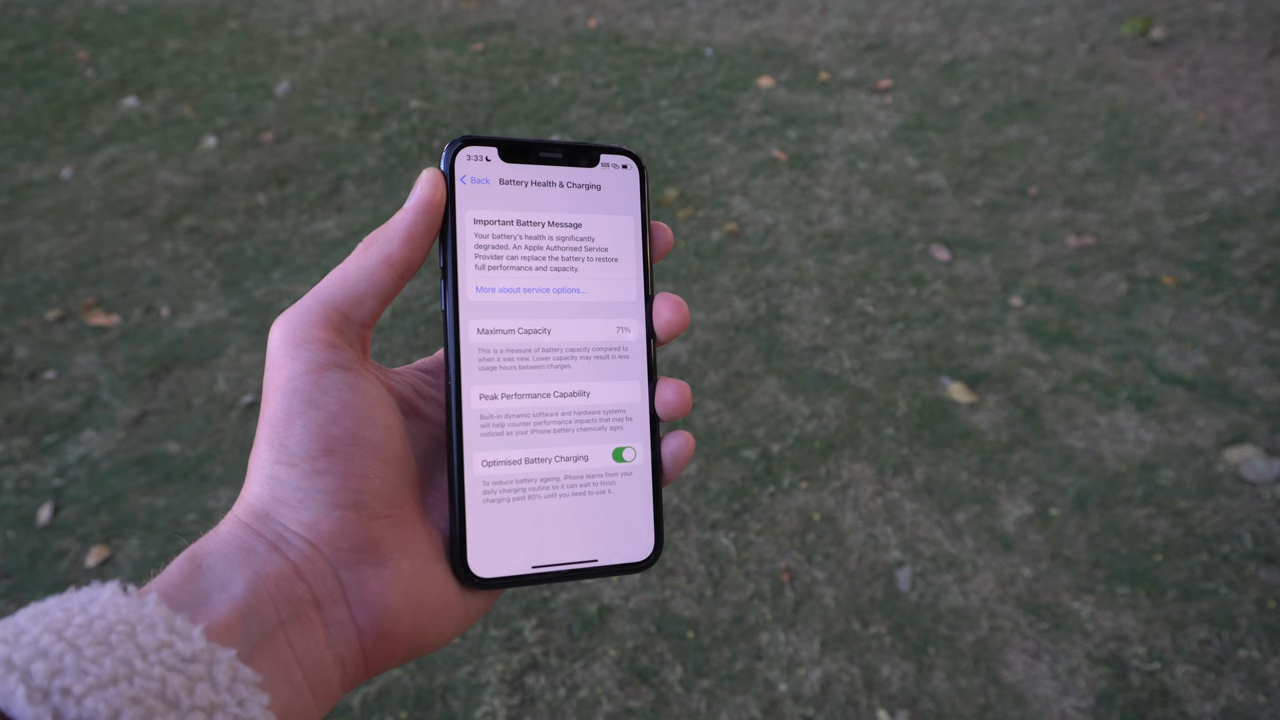 3:33 SOS
Back Battery Health & Charging
Important Battery Message
Your battery's health is significantly
degraded. An Apple Authorised Service
Provider can replace the battery to restore
full performance and capacity.
More about service options...
Maximum Capacity 71%
This is a measure of battery capacity compared to
when it was new. Lower capacity may result in less
usage hours between charges.
Peak Performance Capability
Built-in dynamic software and hardware systems
will help counter performance impacts that may be
noticed as your iPhone battery chemically ages.
Optimised Battery Charging
To reduce battery ageing, iPhone learns from your
daily charging routine so it can wait to finish
charging past 80% until you need to use it.